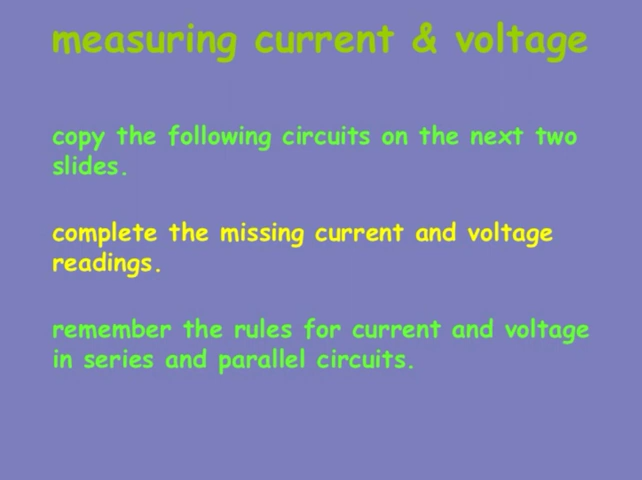 measuring current & voltage
copy the following circuits on the next two
slides.
complete the missing current and voltage
readings.
remember the rules for current and voltage
in series and parallel circuits.